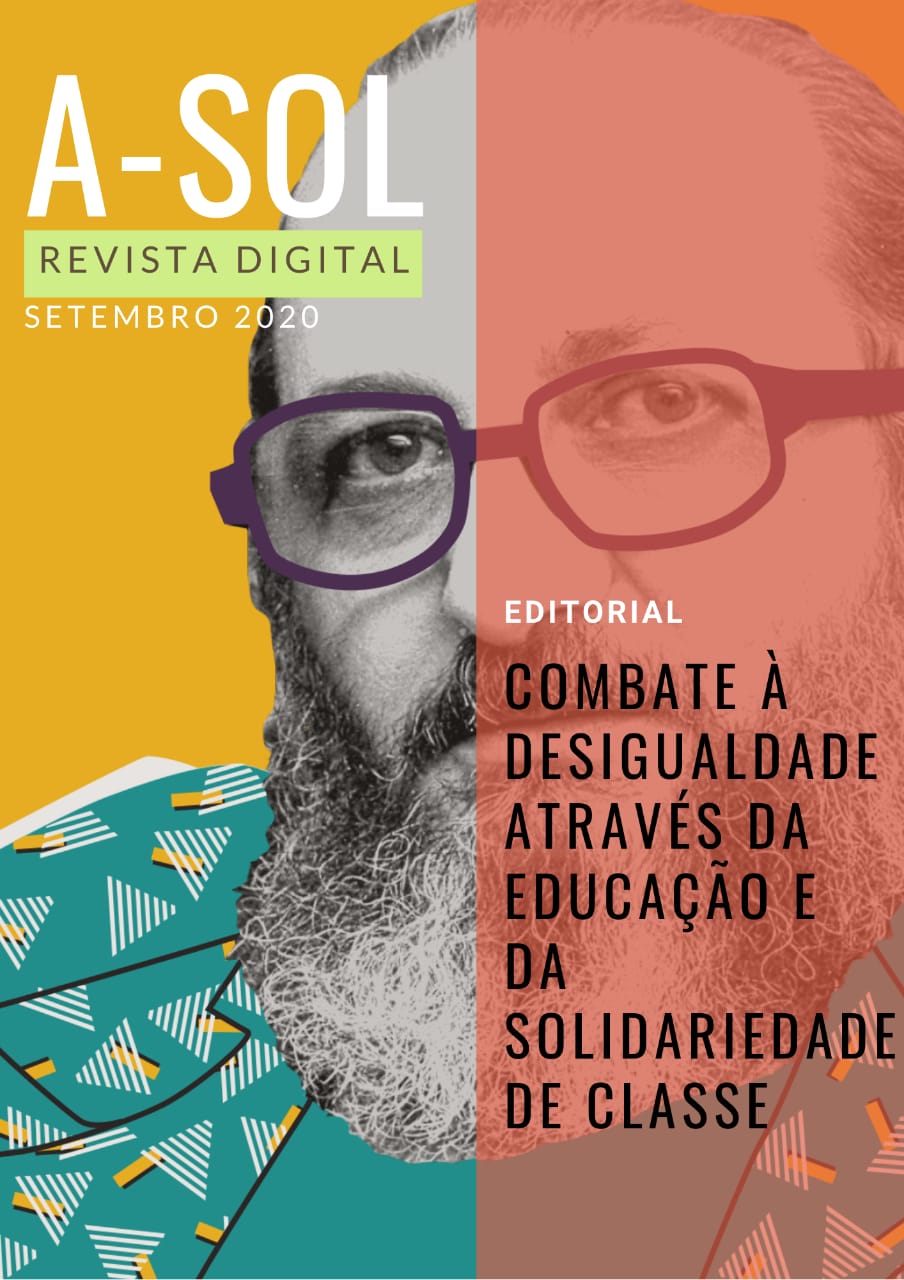 A-SOL
REVISTA DIGITAL
SETEMBRO 2020
EDITORIAL
COMBATE À
DESIGUALDADE
ATRAVÉS DA
EDUCAÇÃO E
DA
SOLIDARIEDADE
DE CLASSE